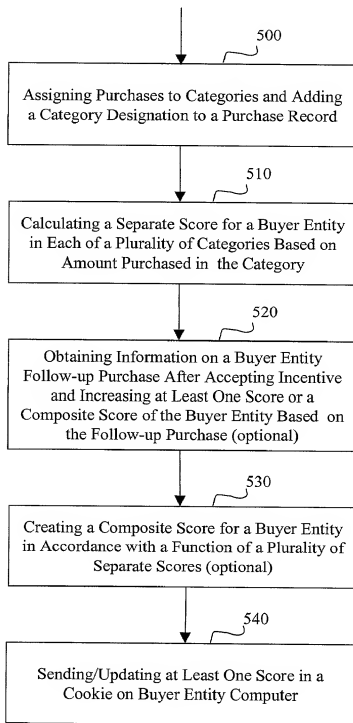 500
Assigning Purchases to Categories and Adding
a Category Designation to a Purchase Record
510
Calculating a Separate Score for a Buyer Entity
in Each of a Plurality of Categories Based on
Amount Purchased in the Category
520
Obtaining Information on a Buyer Entity
Follow-up Purchase After Accepting Incentive
and Increasing at Least One Score or a
Composite Score of the Buyer Entity Based on
the Follow-up Purchase (optional)
530
Creating a Composite Score for a Buyer Entity
in Accordance with a Function of a Plurality of
Separate Scores (optional)
540
Sending/Updating at Least One Score in a
Cookie on Buyer Entity Computer